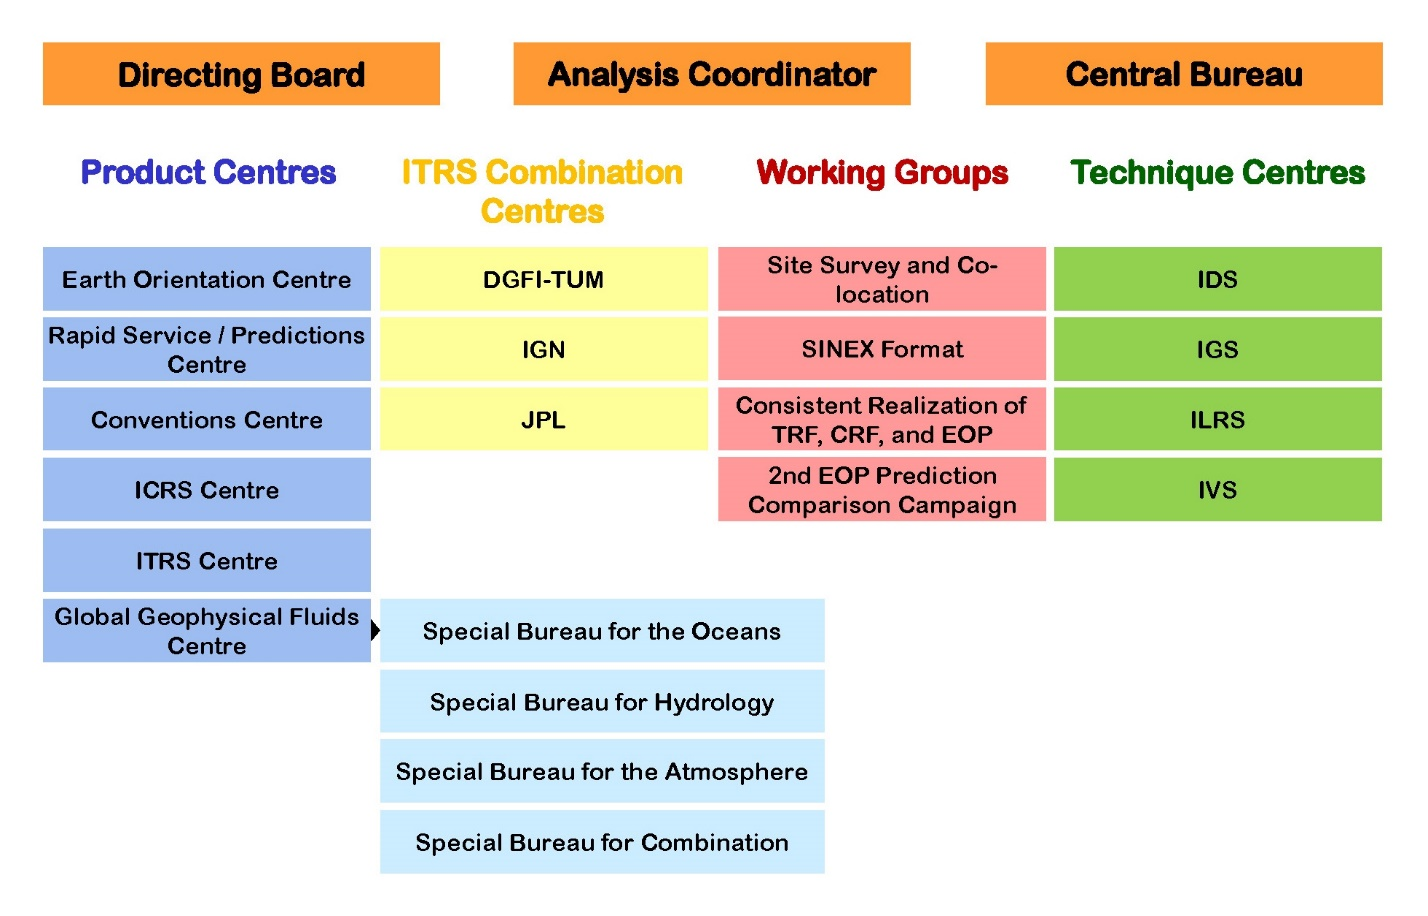 Directing Board
Analysis Coordinator
Central Bureau
Product Centres
ITRS Combination
Centres
Working Groups
Technique Centres
Earth Orientation Centre
Rapid Service / Predictions
Centre
Conventions Centre
ICRS Centre
ITRS Centre
Global Geophysical Fluids
Centre
DGFI-TUM
IGN
JPL
Site Survey and Co-
location
SINEX Format
Consistent Realization of
TRF, CRF, and EOP
2nd EOP Prediction
Comparison Campaign
IDS
IGS
ILRS
IVS
Special Bureau for the Oceans
Special Bureau for Hydrology
Special Bureau for the Atmosphere
Special Bureau for Combination